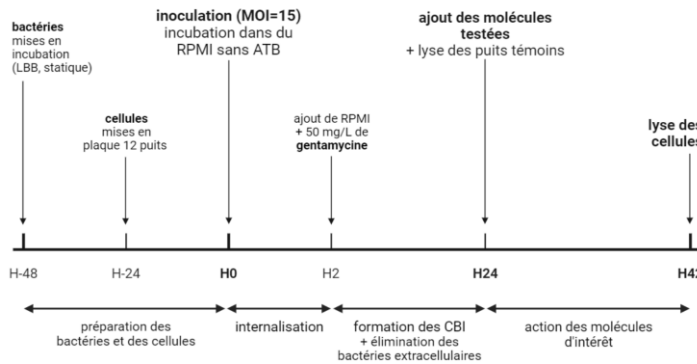 inoculation (MOI=15)
incubation dans du
RPMI sans ATB
ajout des molécules
testées
+ lyse des puits témoins
bactéries
mises en
incubation
(LBB, statique)
cellules
mises en
plaque 12 puits
ajout de RPMI
+ 50 mg/L de
gentamycine
lyse des
cellules
H-48
H-24
H0
H2
H24
H42
préparation des
bactéries et des cellules
internalisation
formation des CBI
+ élimination des
bactéries extracellulaires
action des molécules
d'intérêt